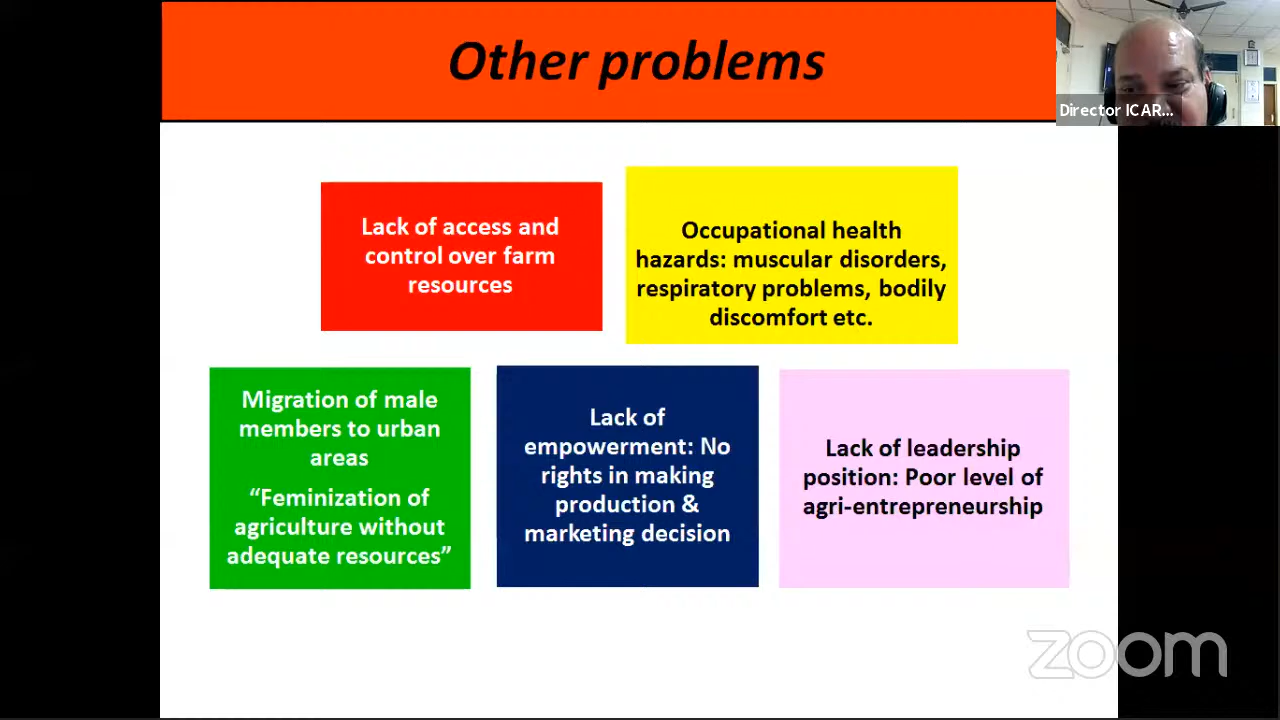 Other problems
Director ICAR...
Lack of access and
control over farm
resources
Occupational health
hazards: muscular disorders,
respiratory problems, bodily
discomfort etc.
Migration of male
members to urban
areas
“Feminization of
agriculture without
adequate resources”
Lack of
empowerment: No
rights in making
production &
marketing decision
Lack of leadership
position: Poor level of
agri-entrepreneurship
zoom